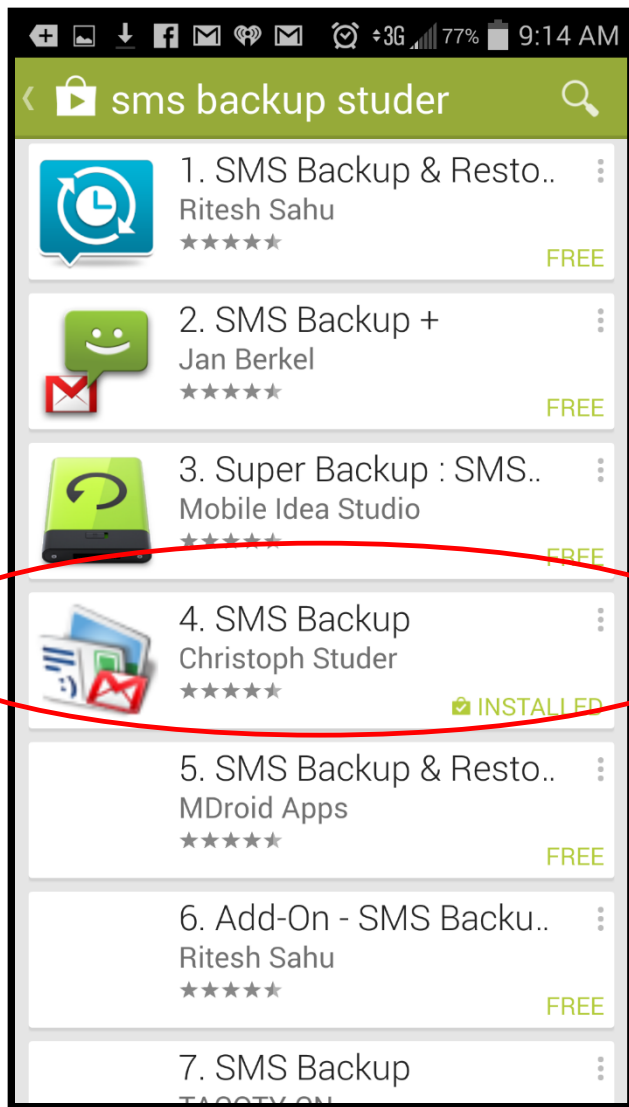 3G 77% 9:14 AM
sms backup studer
1. SMS Backup & Resto..
Ritesh Sahu
FREE
2. SMS Backup +
Jan Berkel
FREE
3. Super Backup : SMS..
Mobile Idea Studio
FREE
4. SMS Backup
Christoph Studer
INSTALLED
5. SMS Backup & Resto..
MDroid Apps
FREE
6. Add-On - SMS Backu..
Ritesh Sahu
FREE
7. SMS Backup